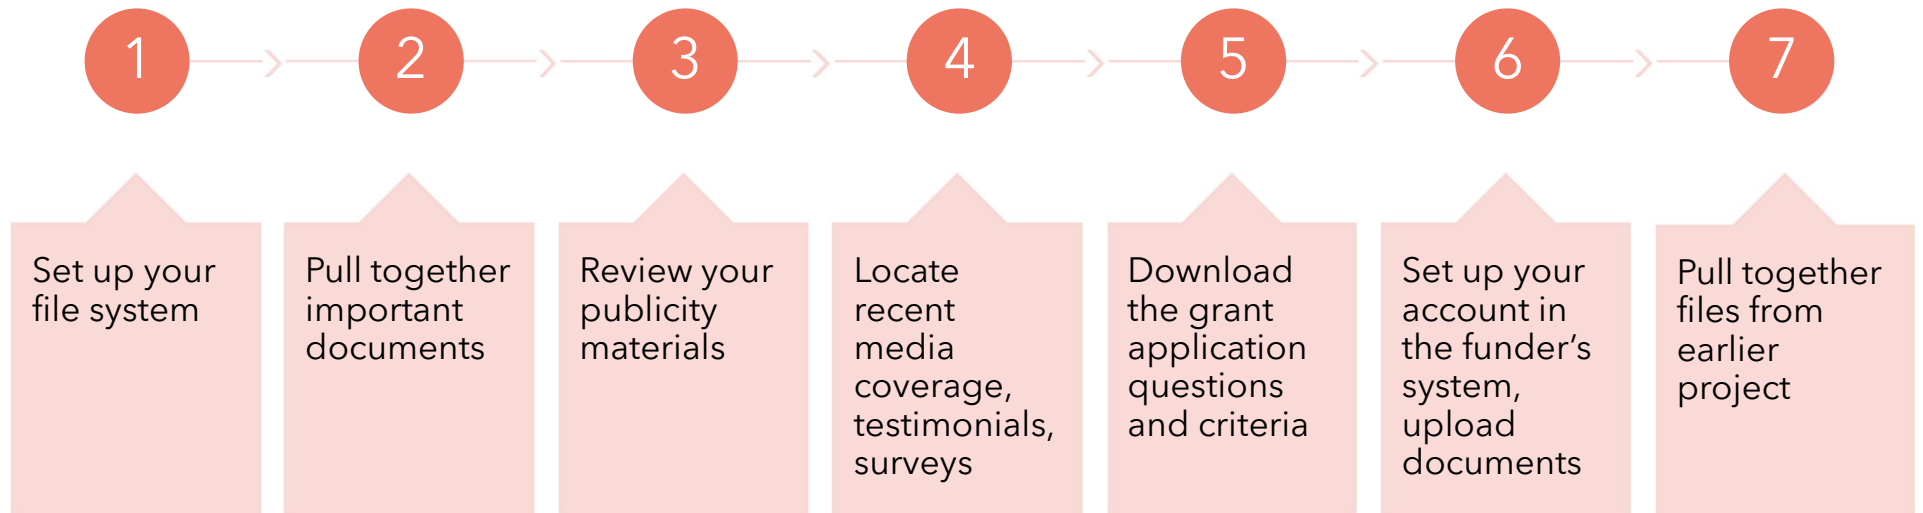 1
2
3
4
5
6
7
Set up your
file system
Pull together
important
documents
Review your
publicity
materials
Locate
recent
media
coverage,
testimonials,
surveys
Download
the grant
application
questions
and criteria
Set up your
account in
the funder’s
system,
upload
documents
Pull together
files from
earlier
project